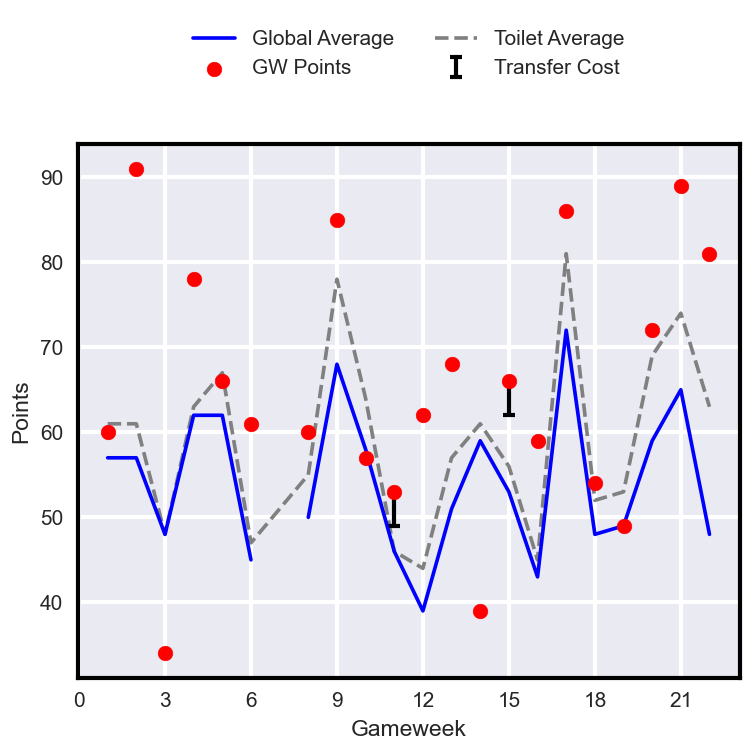 Global Average
Toilet Average
GW Points
Transfer Cost
90
80
70
60
50
40
Points
0 3 6 9 12 15 18 21
Gameweek